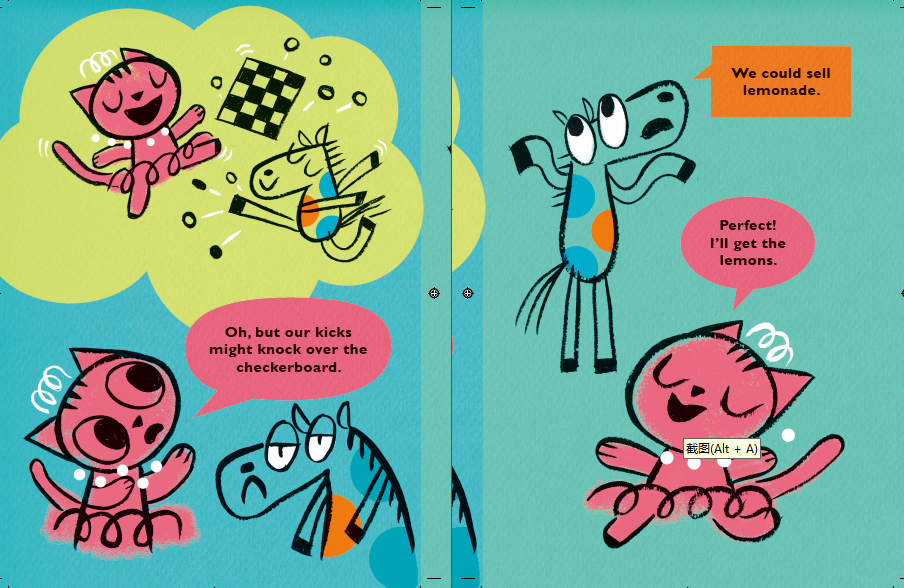 Oh, but our kicks
might knock over the
checkerboard.
We could sell
lemonade.
Perfect!
I'll get the
lemons.
截图(Alt + A)